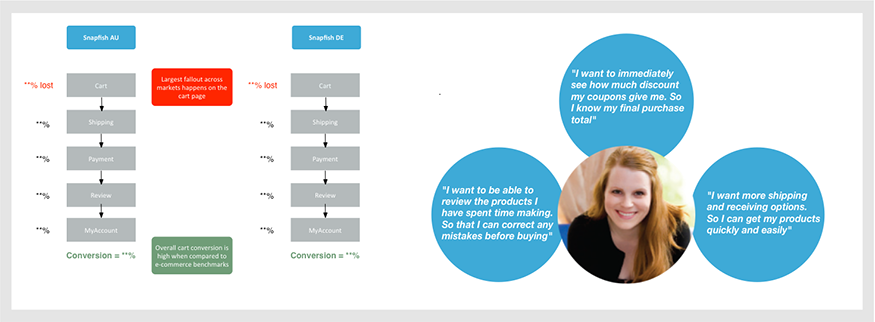 Snapfish AU
Snapfish DE
**% lost
Cart
Largest fallout across
markets happens on the
cart page
**% lost
Cart
**%
Shipping
**%
Shipping
**%
Payment
**%
Payment
**%
Review
**%
Review
**%
MyAccount
**%
MyAccount
Conversion = **%
Overall cart conversion is
high when compared to
e-commerce benchmarks
Conversion = **%
"I want to immediately
see how much discount
my coupons give me. So
I know my final purchase
total"
"I want to be able to
review the products I
have spent time making.
So that I can correct any
mistakes before buying"
"I want more shipping
and receiving options.
So I can get my products
quickly and easily"